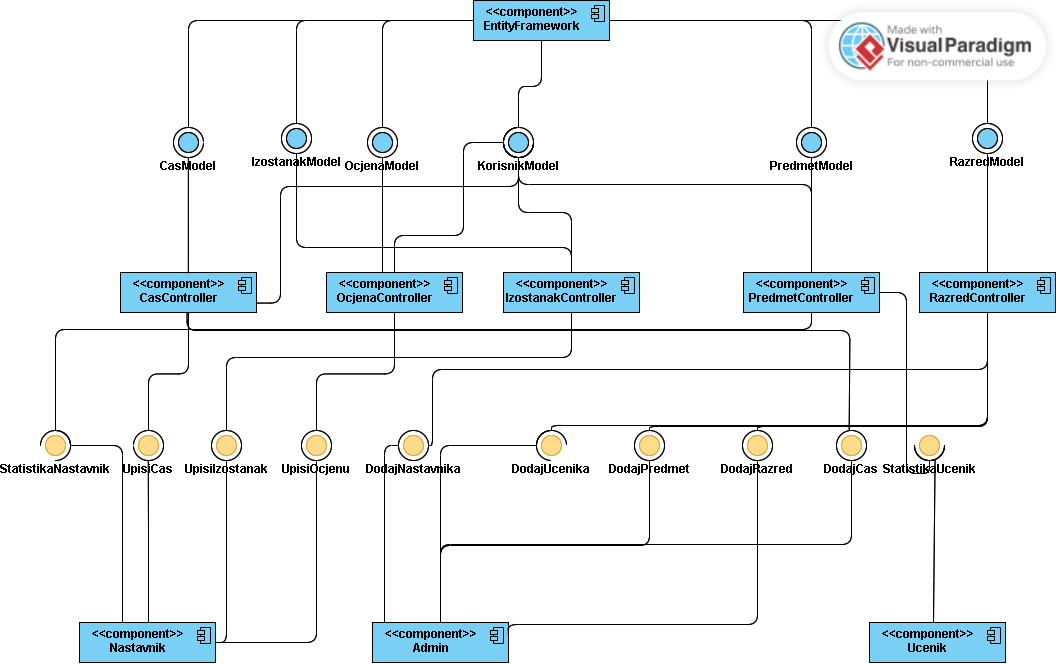 <<component>>
EntityFramework
Made with
Visual Paradigm
For non-commercial use
CasModel
IzostanakModel
OcjenaModel
KorisnikModel
PredmetModel
RazredModel
<<component>>
CasController
<<component>>
OcjenaController
<<component>>
IzostanakController
<<component>>
PredmetController
<<component>>
RazredController
StatistikaNastavnik
UpisiCas
UpisiIzostanak
UpisiOcjenu
DodajNastavnika
DodajUcenika
DodajPredmet
DodajRazred
DodajCas
StatistikaUcenik
<<component>>
Nastavnik
<<component>>
Admin
<<component>>
Ucenik